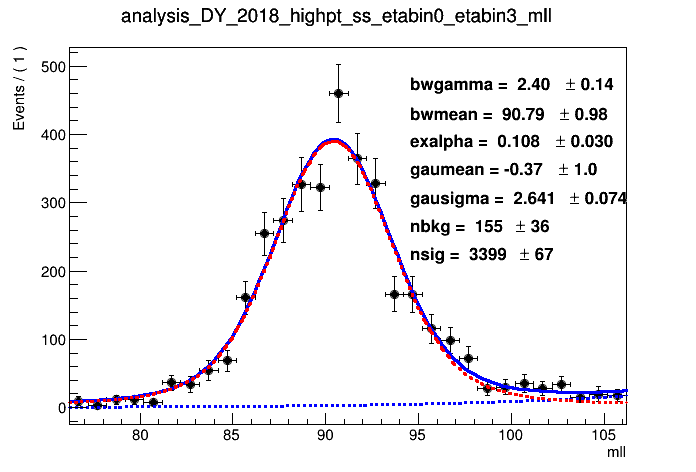 analysis_DY_2018_highpt_ss_etabin0_etabin3_mll
Events / ( 1 )
500
400
300
200
100
0
bwgamma = 2.40 ± 0.14
bwmean = 90.79 ± 0.98
exalpha = 0.108 ± 0.030
gaumean = -0.37 ± 1.0
gausigma = 2.641 ± 0.074
nbkg = 155 ± 36
nsig = 3399 ± 67
80 85 90 95 100 105
mll